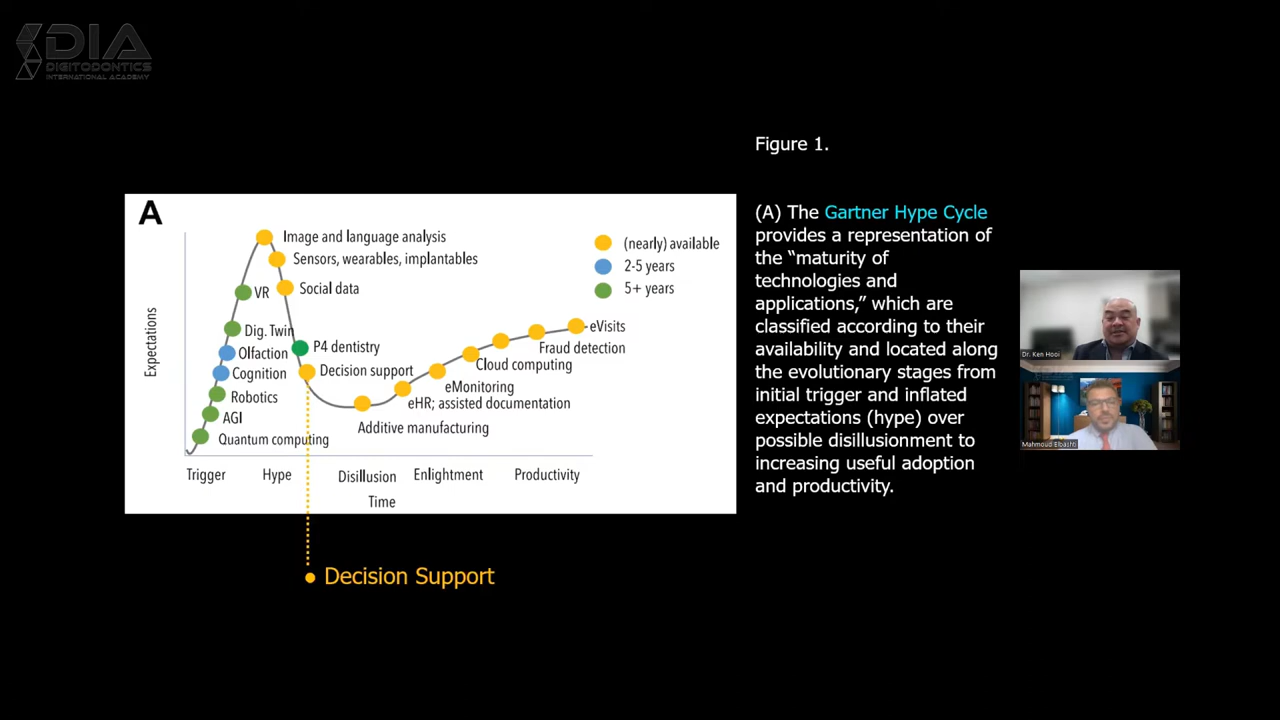 DIA
DIGITODONTICS
INTERNATIONAL ACADEMY
Figure 1.
(A) The Gartner Hype Cycle
provides a representation of
the “maturity of
technologies and
applications,” which are
classified according to their
availability and located along
the evolutionary stages from
initial trigger and inflated
expectations (hype) over
possible disillusionment to
increasing useful adoption
and productivity.
A
Expectations
Image and language analysis
Sensors, wearables, implantables
Social data
VR
Dig. Twin
P4 dentistry
Olfaction
Decision support
Cognition
Robotics
AGI
Quantum computing
eVisits
Fraud detection
Cloud computing
eMonitoring
eHR; assisted documentation
Additive manufacturing
(nearly) available
2-5 years
5+ years
Trigger
Hype
Disillusion
Enlightment
Productivity
Time
Decision Support
Dr. Ken Hooi
Mahmoud Elbashti